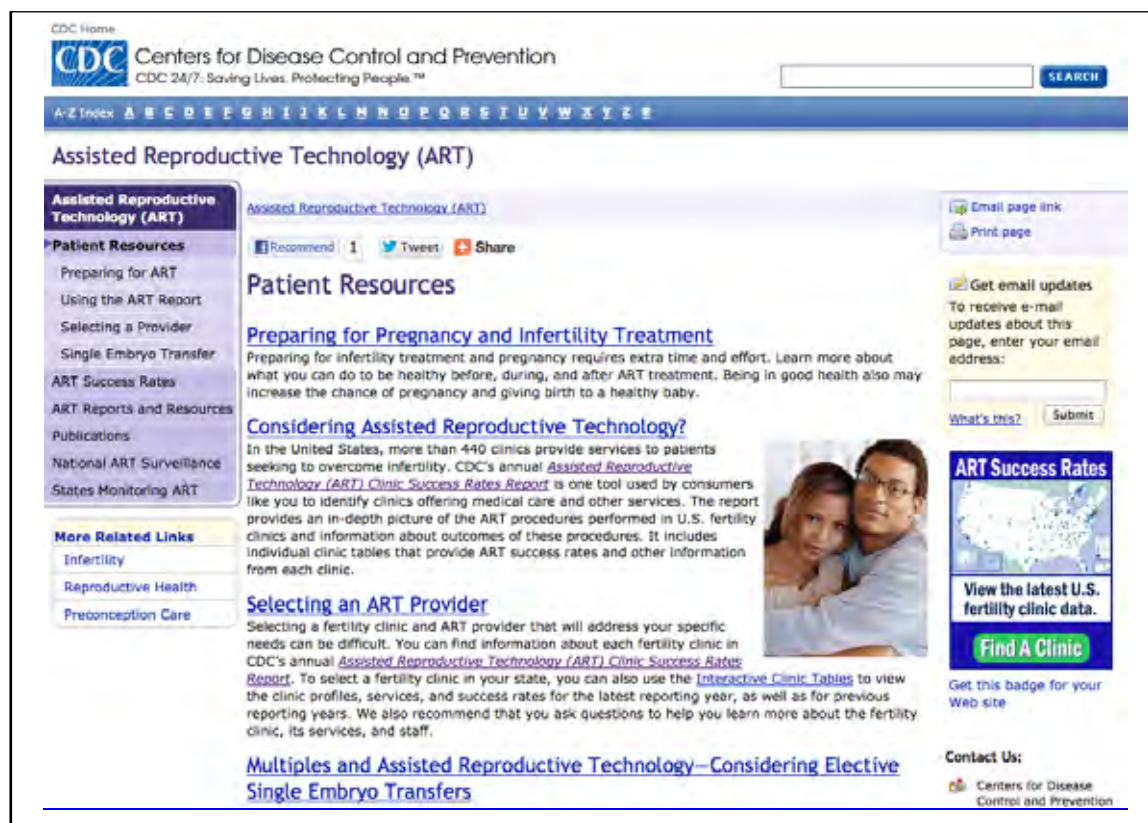 CDC Home
CDC Centers for Disease Control and Prevention
CDC 24/7: Saving Lives. Protecting People.™
SEARCH
A-Z Index A B C D E F G H I J K L M N O P Q R S T U V W X Y Z #
Assisted Reproductive Technology (ART)
Assisted Reproductive
Technology (ART)
Patient Resources
Preparing for ART
Using the ART Report
Selecting a Provider
Single Embryo Transfer
ART Success Rates
ART Reports and Resources
Publications
National ART Surveillance
States Monitoring ART
More Related Links
Infertility
Reproductive Health
Preconception Care
Assisted Reproductive Technology (ART)
Recommend 1 Tweet Share
Patient Resources
Preparing for Pregnancy and Infertility Treatment
Preparing for infertility treatment and pregnancy requires extra time and effort. Learn more about
what you can do to be healthy before, during, and after ART treatment. Being in good health also may
increase the chance of pregnancy and giving birth to a healthy baby.
Considering Assisted Reproductive Technology?
In the United States, more than 440 clinics provide services to patients
seeking to overcome infertility. CDC's annual Assisted Reproductive
Technology (ART) Clinic Success Rates Report is one tool used by consumers
like you to identify clinics offering medical care and other services. The report
provides an in-depth picture of the ART procedures performed in U.S. fertility
clinics and information about outcomes of these procedures. It includes
individual clinic tables that provide ART success rates and other information
from each clinic.
Selecting an ART Provider
Selecting a fertility clinic and ART provider that will address your specific
needs can be difficult. You can find information about each fertility clinic in
CDC's annual Assisted Reproductive Technology (ART) Clinic Success Rates
Report. To select a fertility clinic in your state, you can also use the Interactive Clinic Tables to view
the clinic profiles, services, and success rates for the latest reporting year, as well as for previous
reporting years. We also recommend that you ask questions to help you learn more about the fertility
clinic, its services, and staff.
Multiples and Assisted Reproductive Technology—Considering Elective
Single Embryo Transfers
Email page link
Print page
Get email updates
To receive e-mail
updates about this
page, enter your email
address:
What's this? Submit
ART Success Rates
View the latest U.S.
fertility clinic data.
Find A Clinic
Get this badge for your
Web site
Contact Us:
Centers for Disease
Control and Prevention